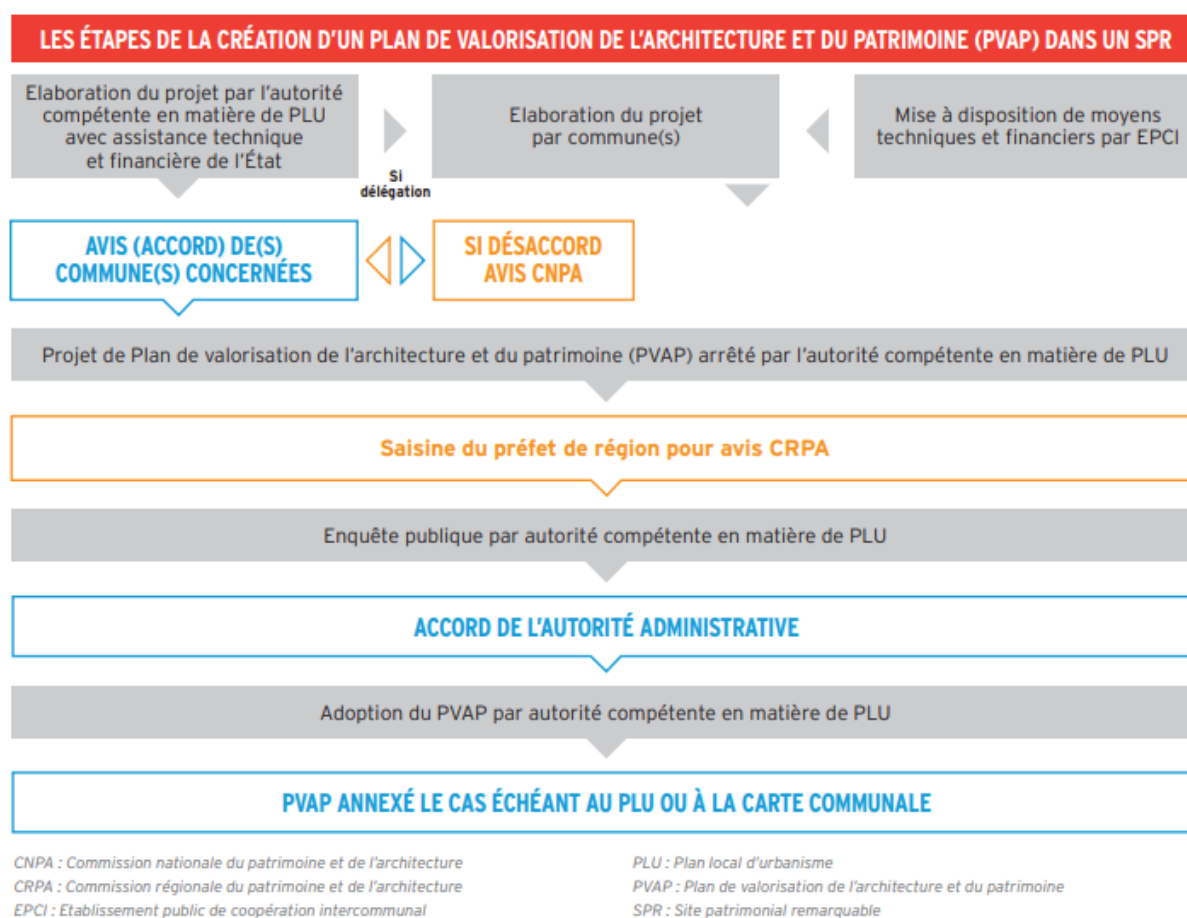 LES ÉTAPES DE LA CRÉATION D'UN PLAN DE VALORISATION DE L'ARCHITECTURE ET DU PATRIMOINE (PVAP) DANS UN SPR
Elaboration du projet par l'autorité
compétente en matière de PLU
avec assistance technique
et financière de l'État
Si
délégation
Elaboration du projet
par commune(s)
Mise à disposition de moyens
techniques et financiers par EPCI
AVIS (ACCORD) DE(S)
COMMUNE(S) CONCERNÉES
SI DÉSACCORD
AVIS CNPA
Projet de Plan de valorisation de l'architecture et du patrimoine (PVAP) arrêté par l'autorité compétente en matière de PLU
Saisine du préfet de région pour avis CRPA
Enquête publique par autorité compétente en matière de PLU
ACCORD DE L'AUTORITÉ ADMINISTRATIVE
Adoption du PVAP par autorité compétente en matière de PLU
PVAP ANNEXÉ LE CAS ÉCHÉANT AU PLU OU À LA CARTE COMMUNALE
CNPA : Commission nationale du patrimoine et de l'architecture
CRPA : Commission régionale du patrimoine et de l'architecture
EPCI : Etablissement public de coopération intercommunal
PLU : Plan local d'urbanisme
PVAP : Plan de valorisation de l'architecture et du patrimoine
SPR : Site patrimonial remarquable